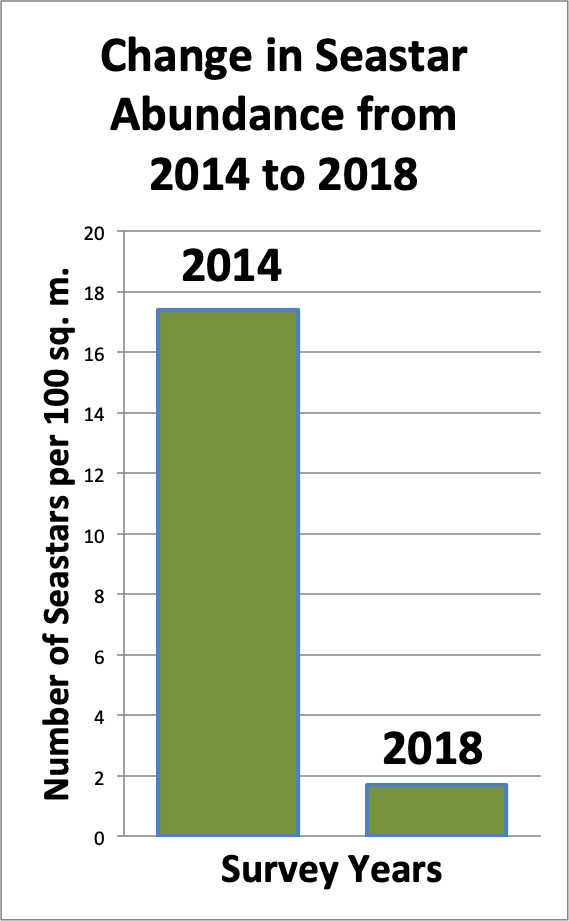 Change in Seastar
Abundance from
2014 to 2018
Number of Seastars per 100 sq. m.
20
18
16
14
12
10
8
6
4
2
0
2014
2018
Survey Years